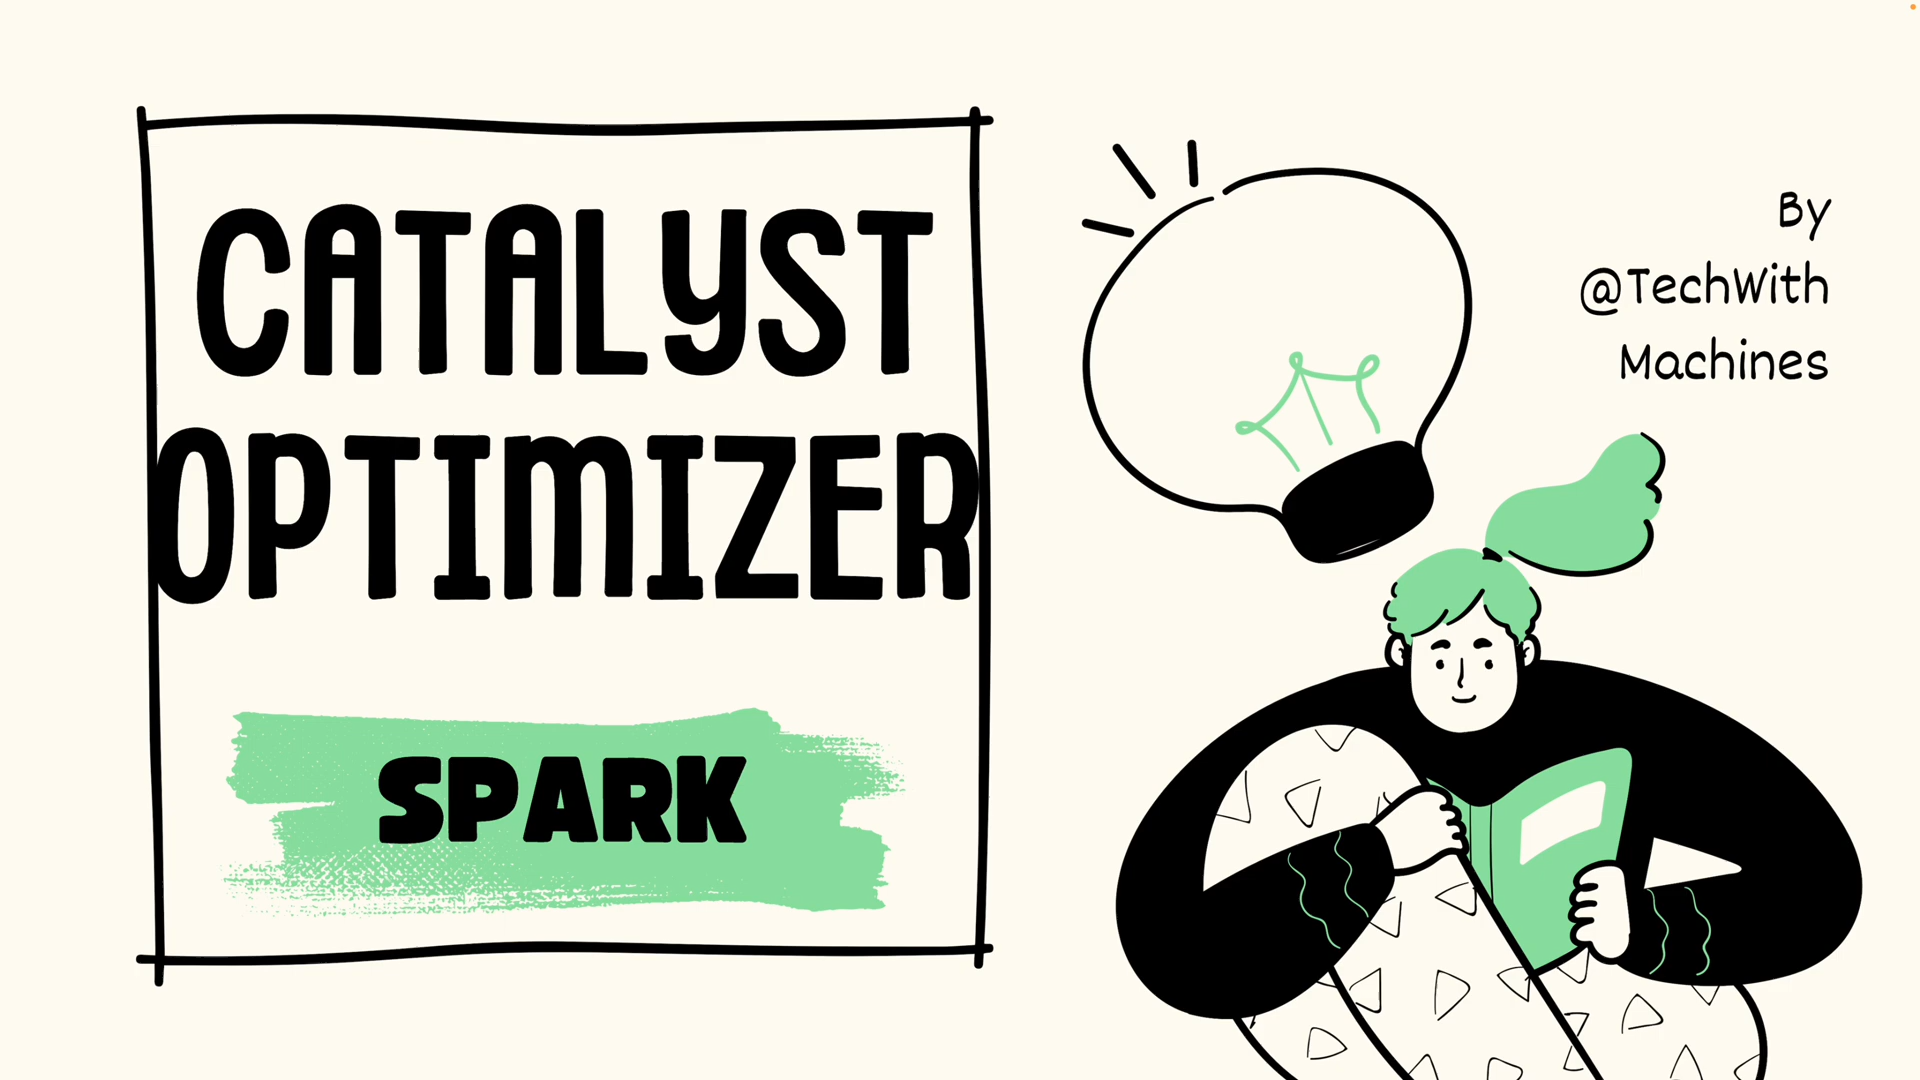 CATALYST
OPTIMIZER
SPARK
By
@TechWith
Machines